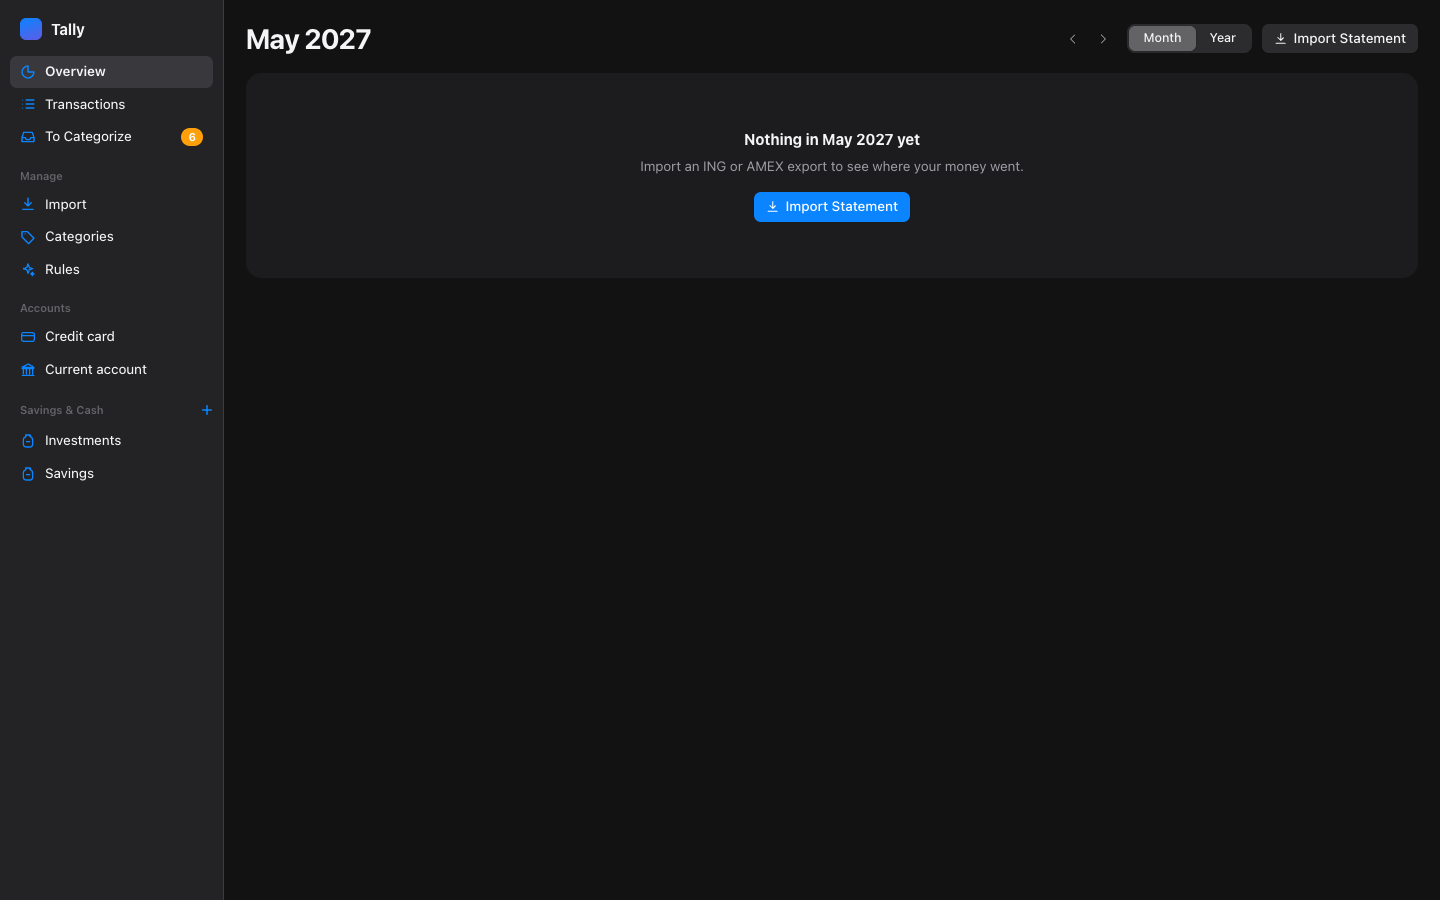 Tally
Overview
Transactions
To Categorize 6
Manage
Import
Categories
Rules
Accounts
Credit card
Current account
Savings & Cash
Investments
Savings
May 2027
Month Year Import Statement
Nothing in May 2027 yet
Import an ING or AMEX export to see where your money went.
Import Statement